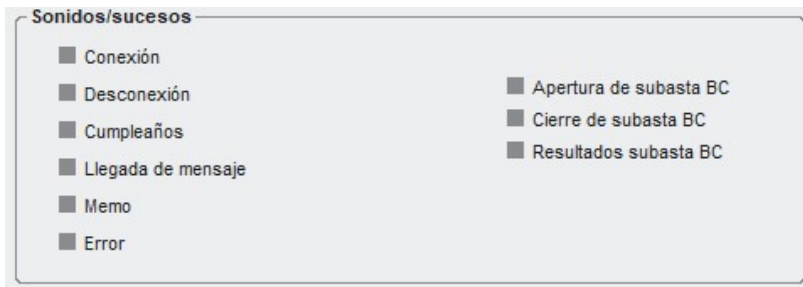 Sonidos/sucesos
Conexión
Desconexión
Cumpleaños
Llegada de mensaje
Memo
Error
Apertura de subasta BC
Cierre de subasta BC
Resultados subasta BC